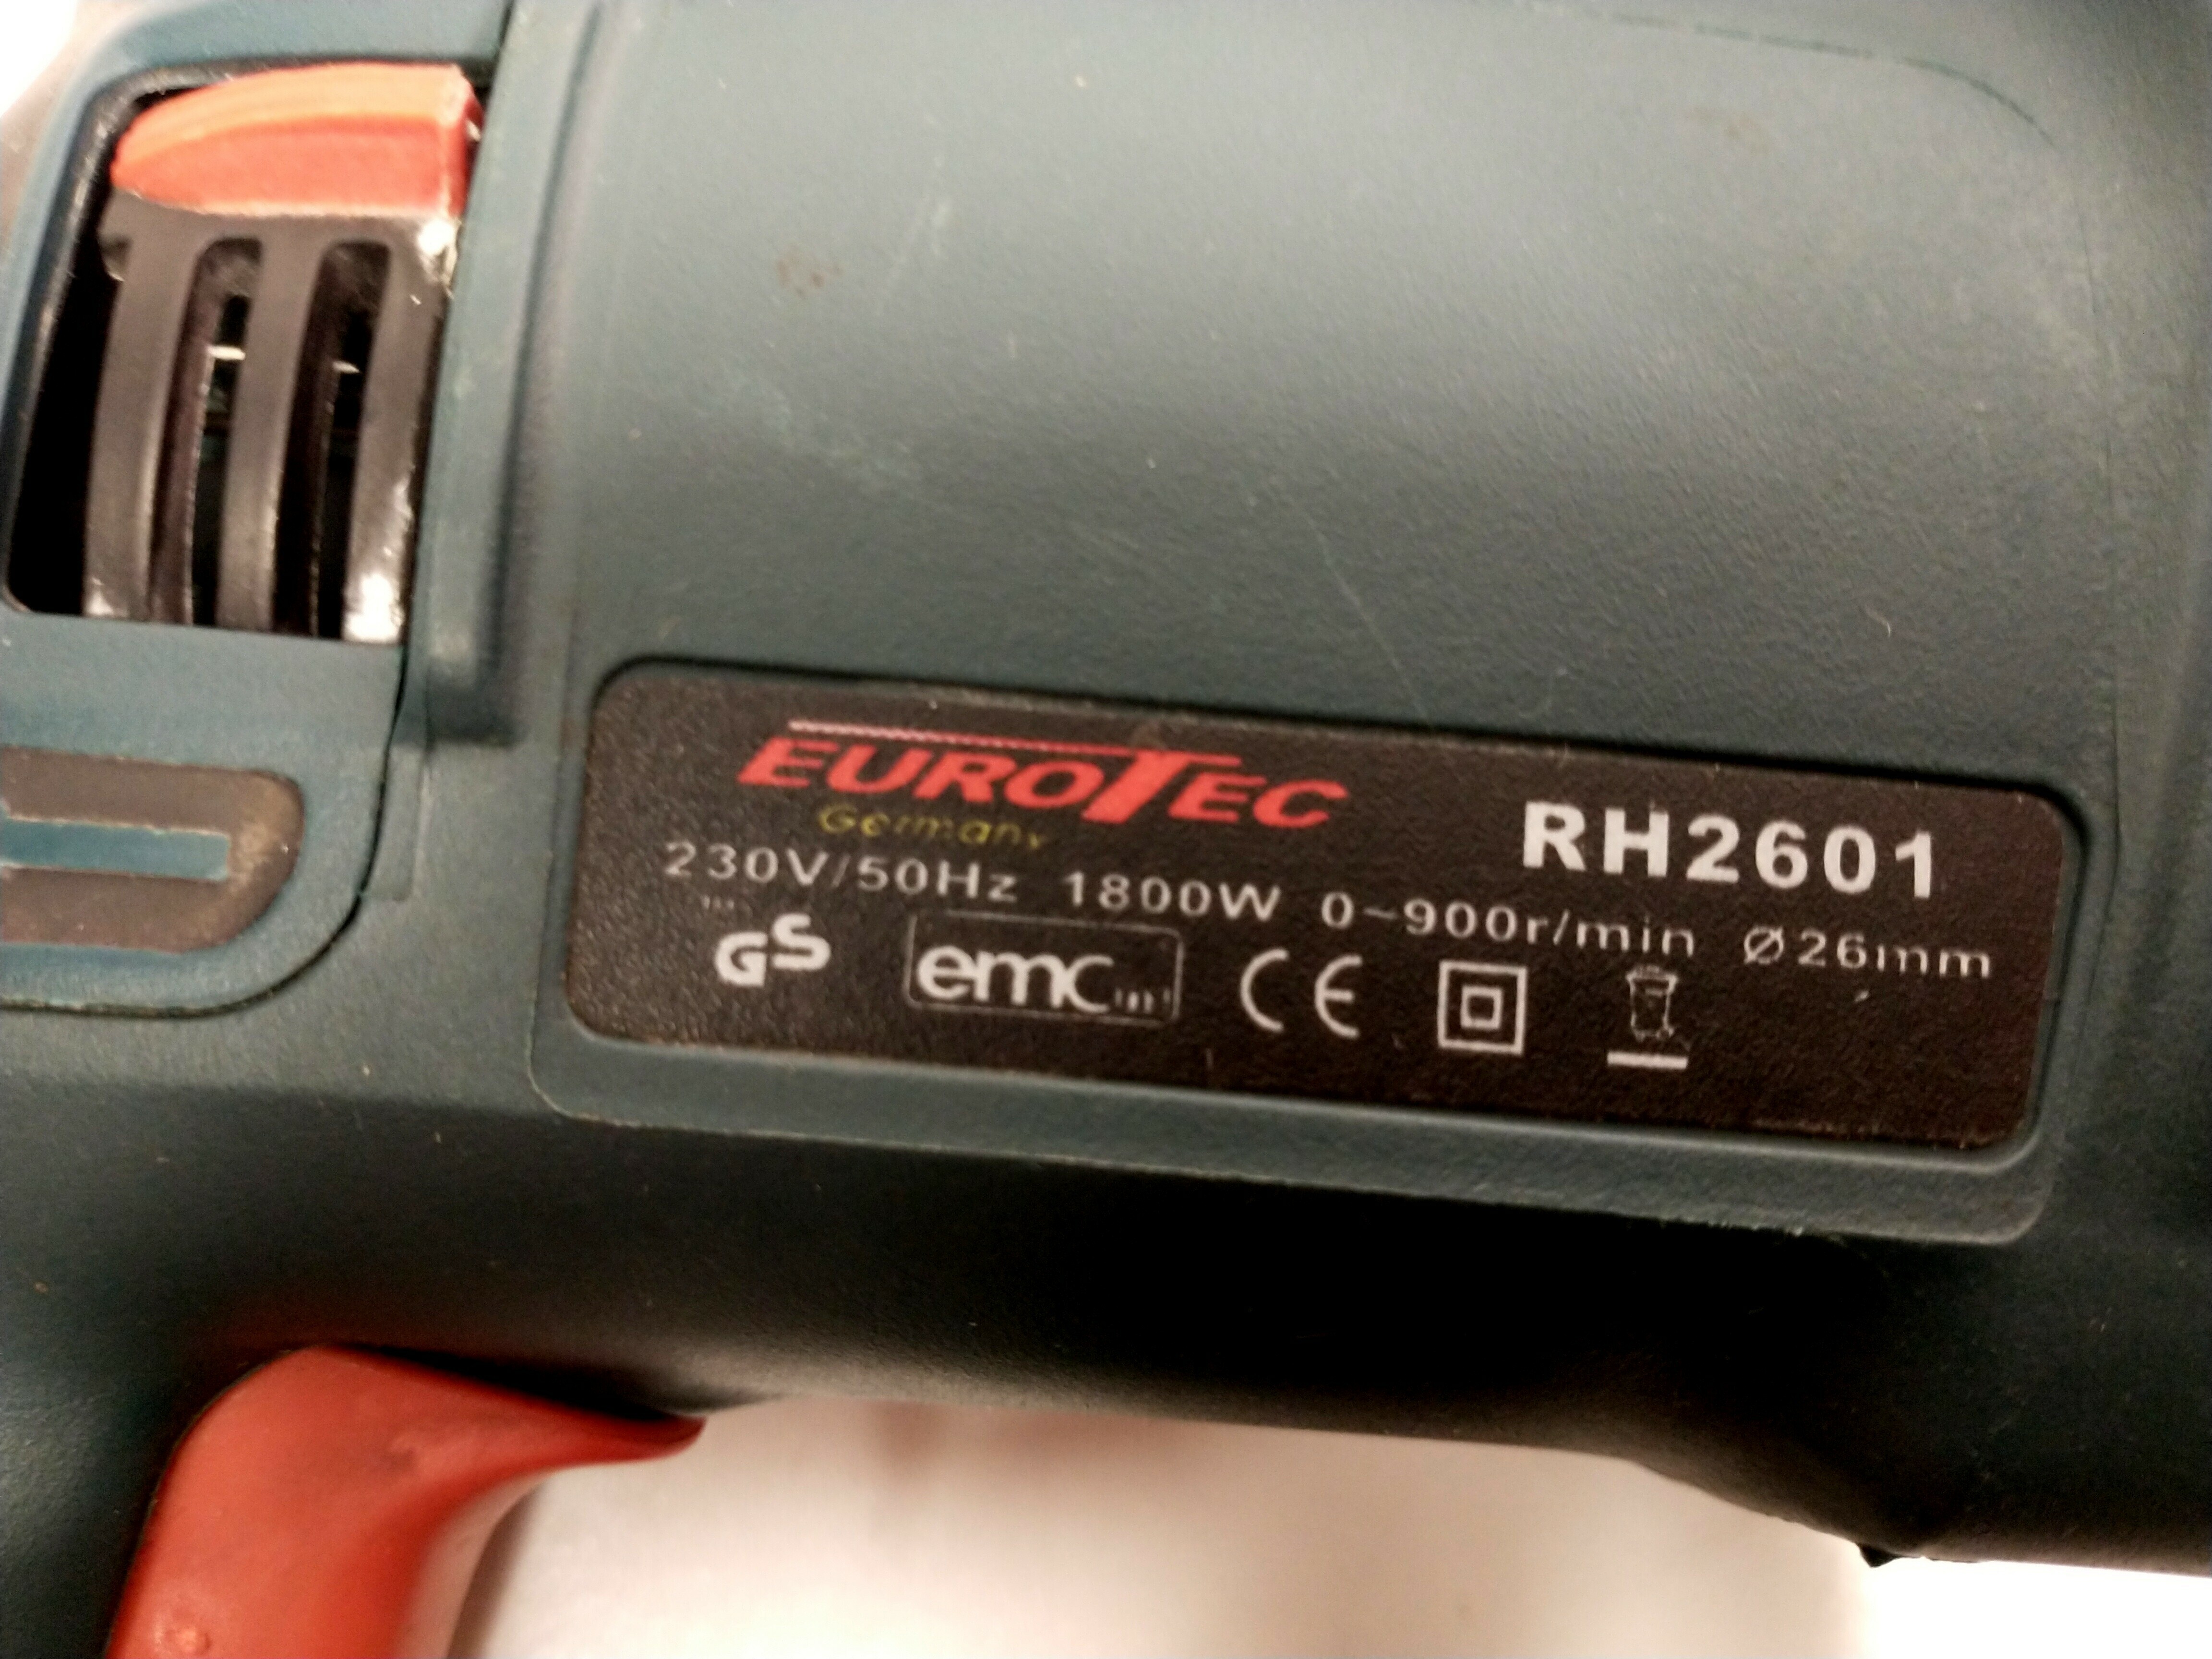 EUROTEC
Germany
RH2601
230V/50Hz 1800W 0~900r/min Ø26mm
GS emc CE